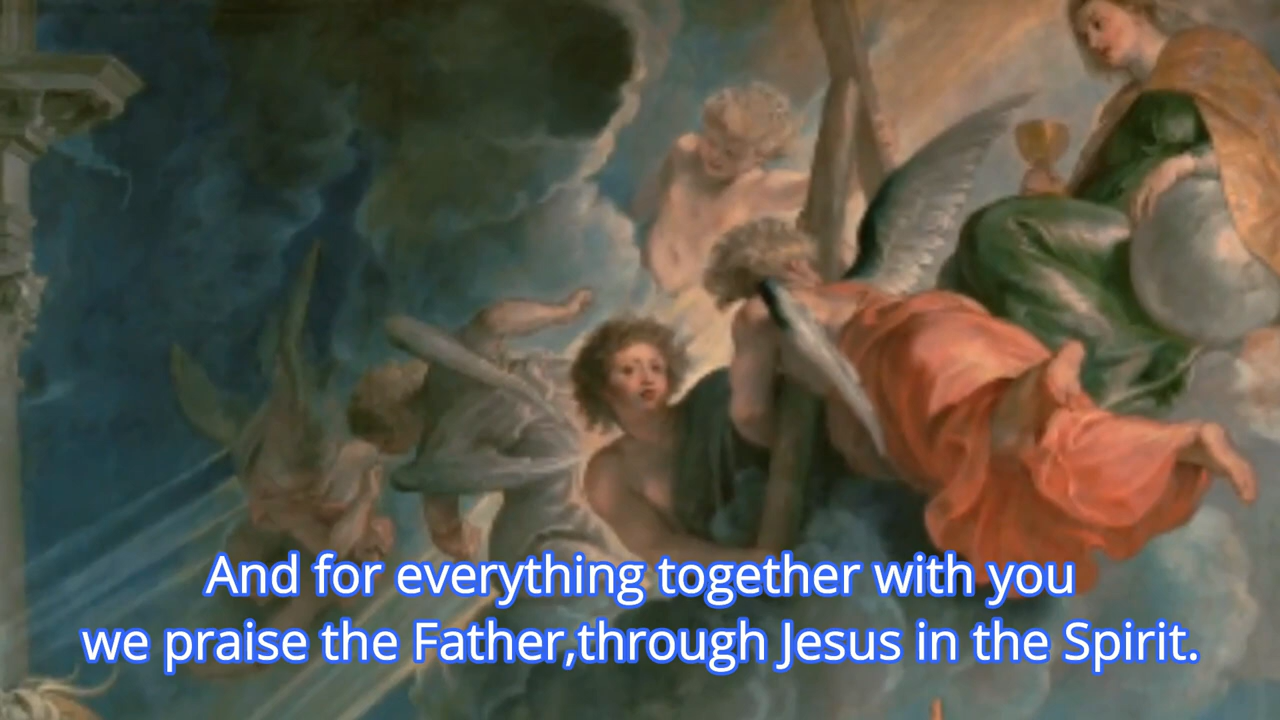 And for everything together with you
we praise the Father,through Jesus in the Spirit.